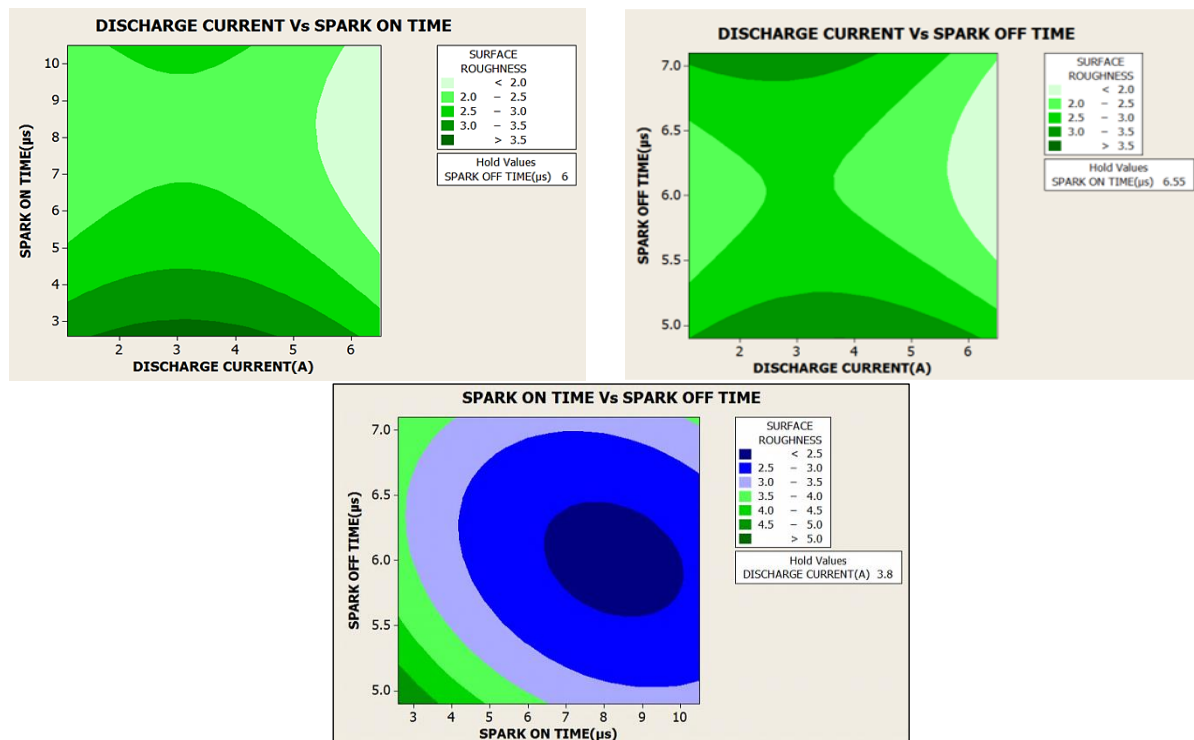 DISCHARGE CURRENT Vs SPARK ON TIME
SPARK ON TIME(μs)
10
9
8
7
6
5
4
3
2 3 4 5 6
DISCHARGE CURRENT(A)
SURFACE
ROUGHNESS
< 2.0
2.0 – 2.5
2.5 – 3.0
3.0 – 3.5
> 3.5
Hold Values
SPARK OFF TIME(μs) 6
DISCHARGE CURRENT Vs SPARK OFF TIME
SPARK OFF TIME(μs)
7.0
6.5
6.0
5.5
5.0
2 3 4 5 6
DISCHARGE CURRENT(A)
SURFACE
ROUGHNESS
< 2.0
2.0 – 2.5
2.5 – 3.0
3.0 – 3.5
> 3.5
Hold Values
SPARK ON TIME(μs) 6.55
SPARK ON TIME Vs SPARK OFF TIME
SPARK OFF TIME(μs)
7.0
6.5
6.0
5.5
5.0
3 4 5 6 7 8 9 10
SPARK ON TIME(μs)
SURFACE
ROUGHNESS
< 2.5
2.5 – 3.0
3.0 – 3.5
3.5 – 4.0
4.0 – 4.5
4.5 – 5.0
> 5.0
Hold Values
DISCHARGE CURRENT(A) 3.8